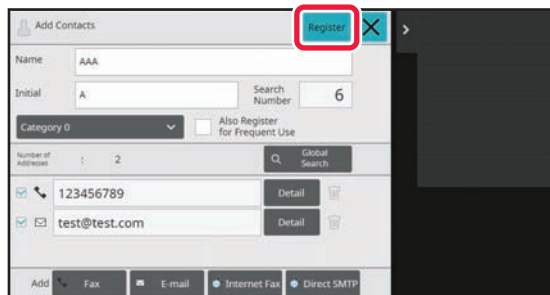 Add Contacts
Register
Name
AAA
Initial
A
Search
Number
6
Category 0
Also Register
for Frequent Use
Number of
Addresses
:
2
Global
Search
123456789
Detail
test@test.com
Detail
Add
Fax
E-mail
Internet Fax
Direct SMTP